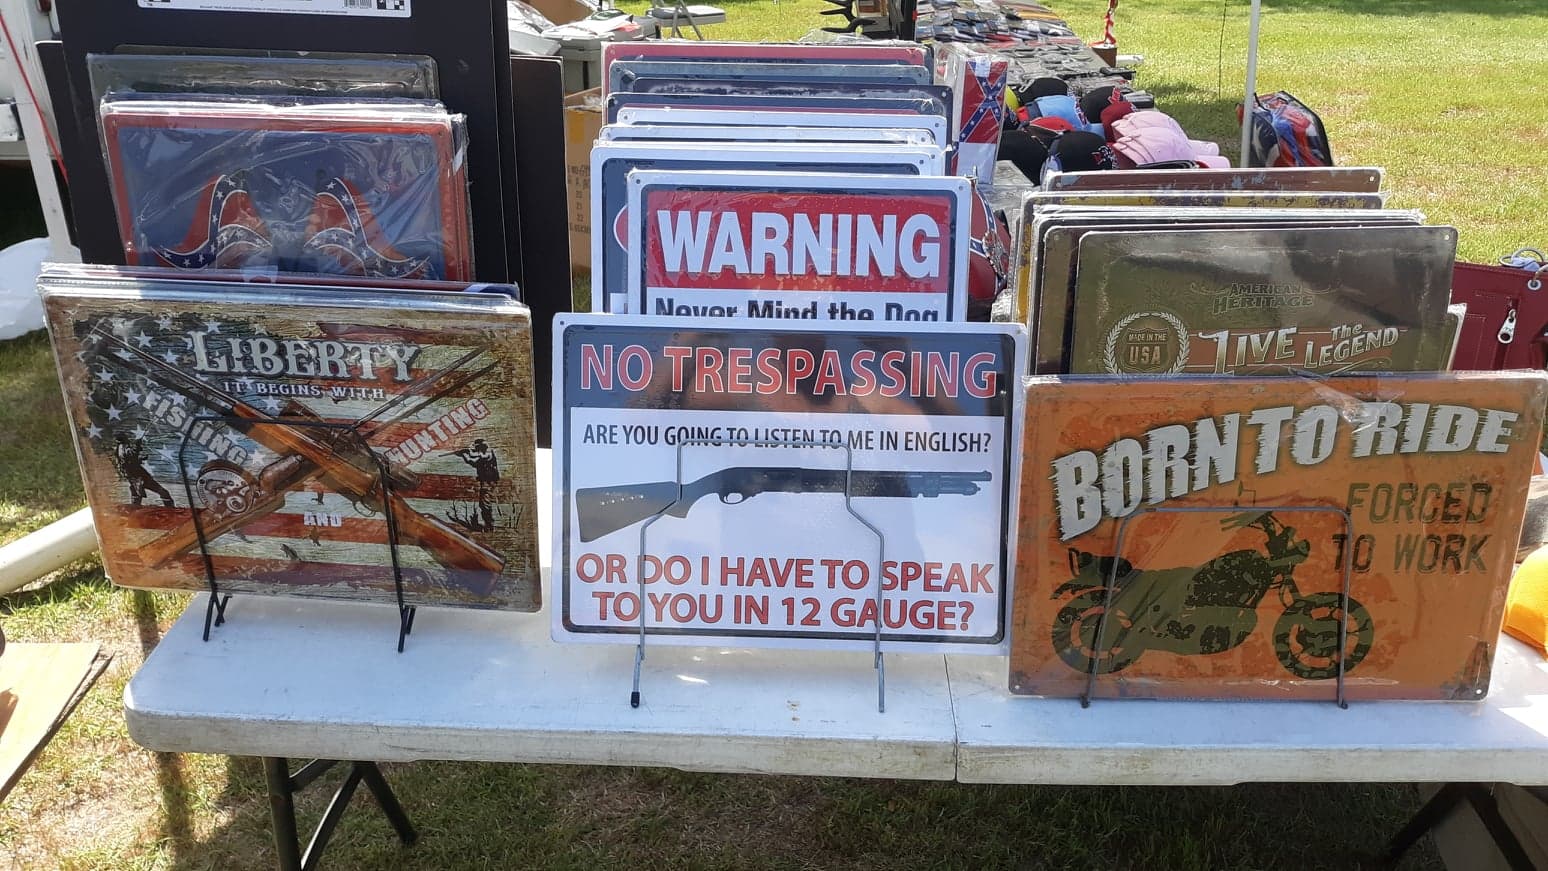 LIBERTY
IT BEGINS WITH
FISHING
HUNTING
AND
WARNING
Never Mind the Dog
NO TRESPASSING
ARE YOU GOING TO LISTEN TO ME IN ENGLISH?
OR DO I HAVE TO SPEAK
TO YOU IN 12 GAUGE?
AMERICAN
HERITAGE
MADE IN THE
USA
LIVE The
LEGEND
BORN TO RIDE
FORCED
TO WORK